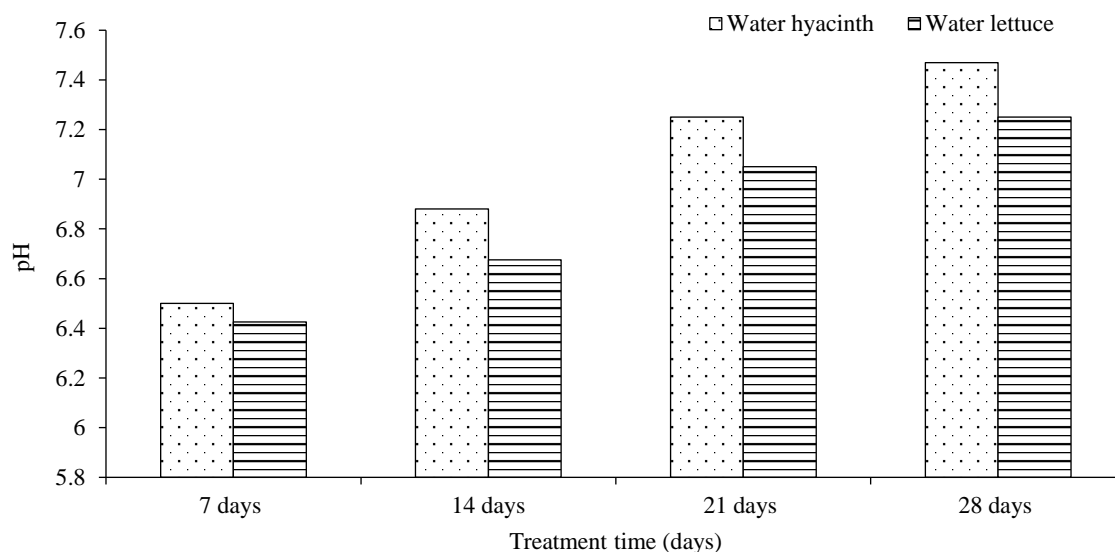 Water hyacinth Water lettuce
7.6
7.4
7.2
7
6.8
6.6
6.4
6.2
6
5.8
pH
7 days 14 days 21 days 28 days
Treatment time (days)